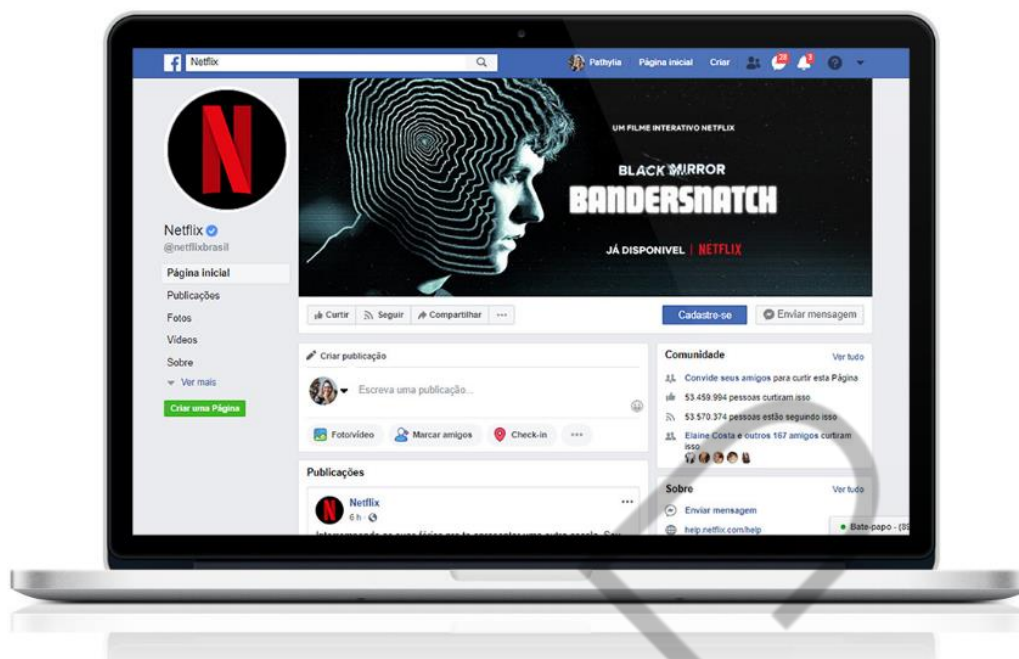 Netflix
Pathylia Página inicial Criar 28 3
UM FILME INTERATIVO NETFLIX
BLACK MIRROR
BANDERSNATCH
JÁ DISPONIVEL | NETFLIX
N
Netflix
@netflixbrasil
Página inicial
Publicações
Fotos
Vídeos
Sobre
Ver mais
Criar uma Página
Curtir Seguir Compartilhar
Cadastre-se Enviar mensagem
Criar publicação
Escreva uma publicação...
Foto/vídeo Marcar amigos Check-in
Publicações
Netflix
6 h
Comunidade Ver tudo
Convide seus amigos para curtir esta Página
53.459.994 pessoas curtiram isso
53.570.374 pessoas estão seguindo isso
Elaine Costa e outros 167 amigos curtiram
isso
Sobre Ver tudo
Enviar mensagem
help.netflix.com/help
Bate-papo - (89